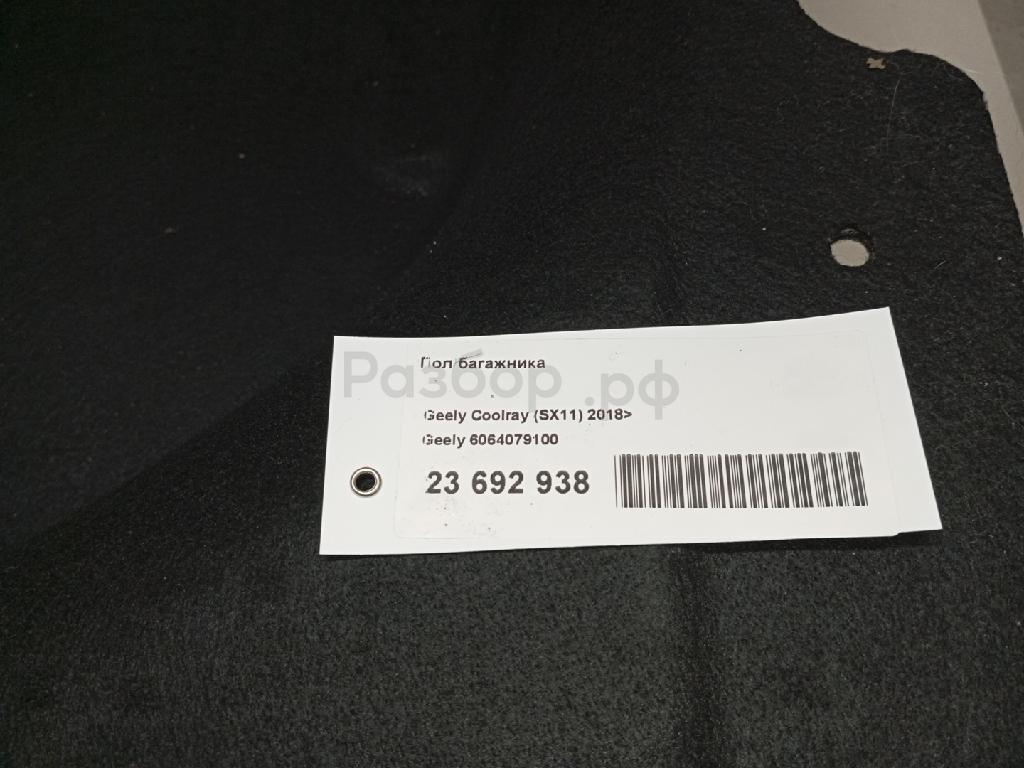 Пол багажника
Разбор.рф
Geely Coolray (SX11) 2018>
Geely 6064079100
23 692 938